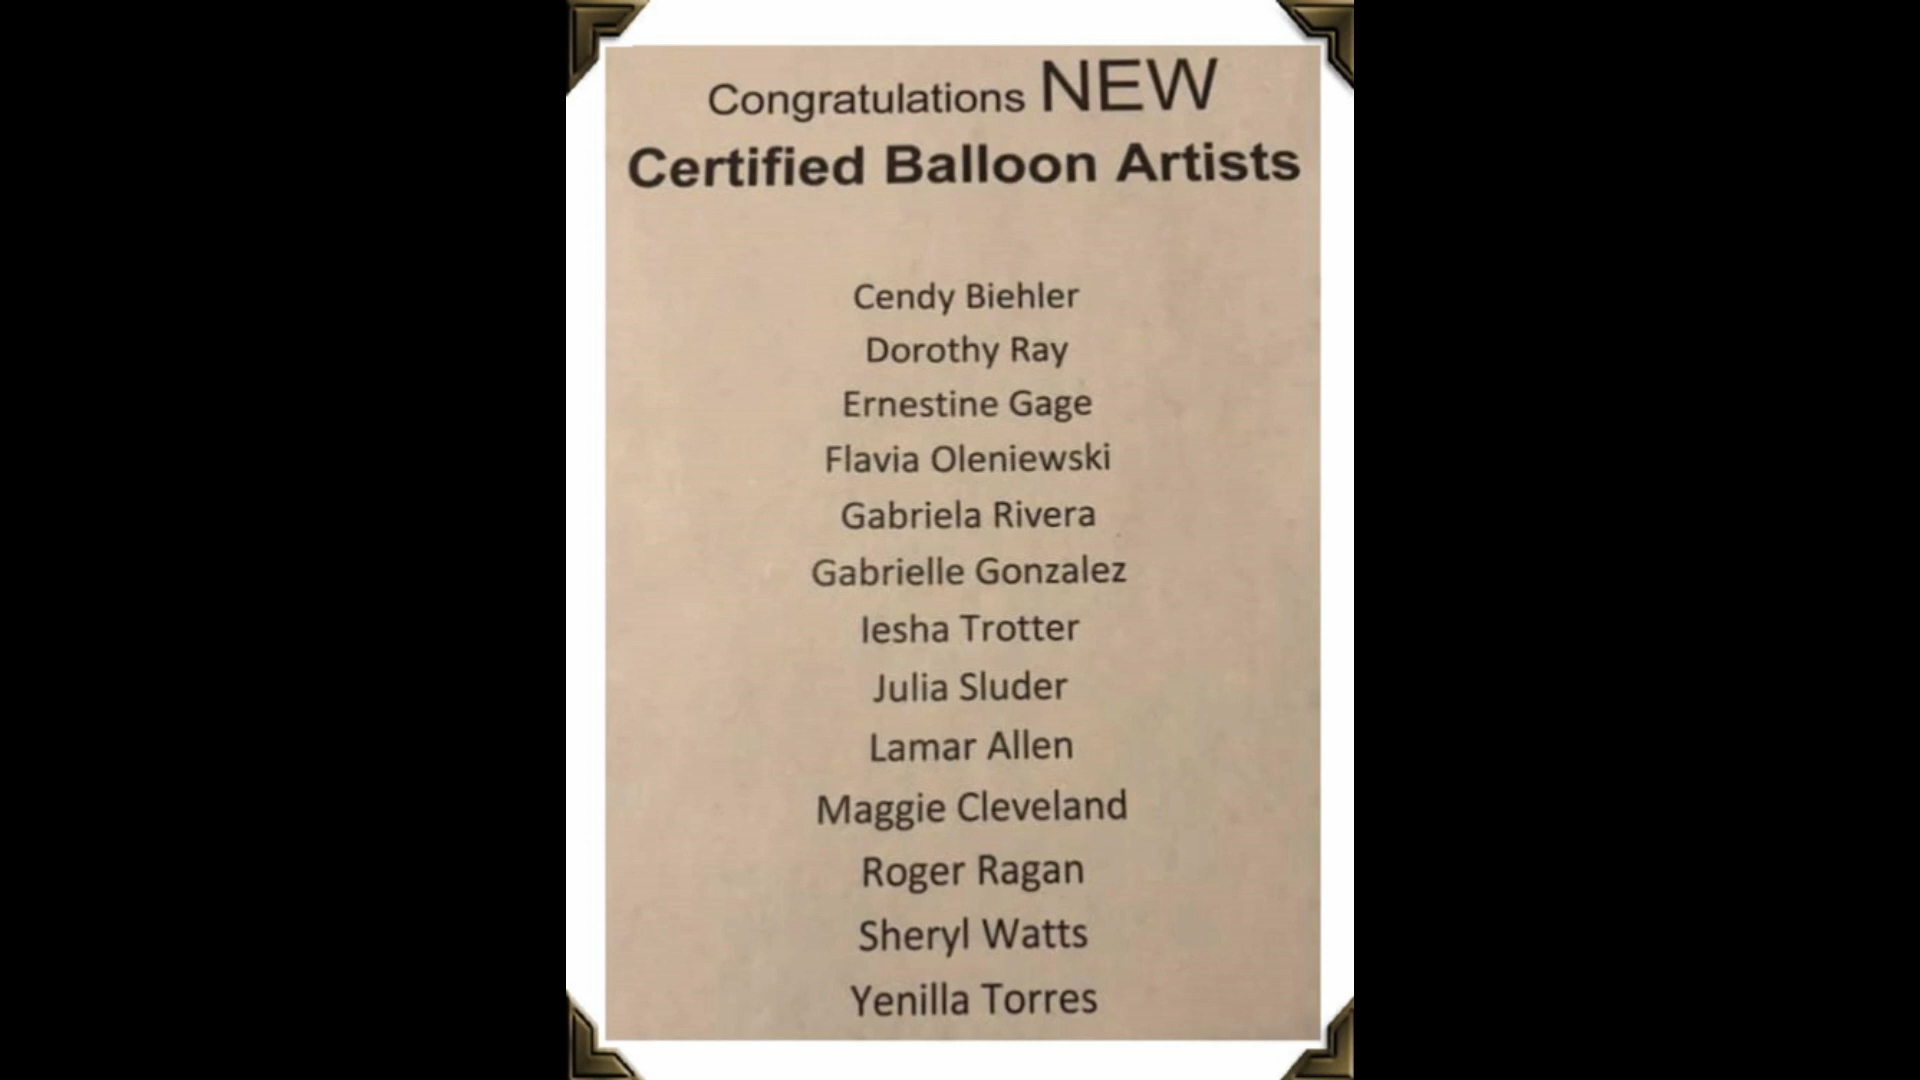 Congratulations NEW
Certified Balloon Artists
Cendy Biehler
Dorothy Ray
Ernestine Gage
Flavia Oleniewski
Gabriela Rivera
Gabrielle Gonzalez
Iesha Trotter
Julia Sluder
Lamar Allen
Maggie Cleveland
Roger Ragan
Sheryl Watts
Yenilla Torres